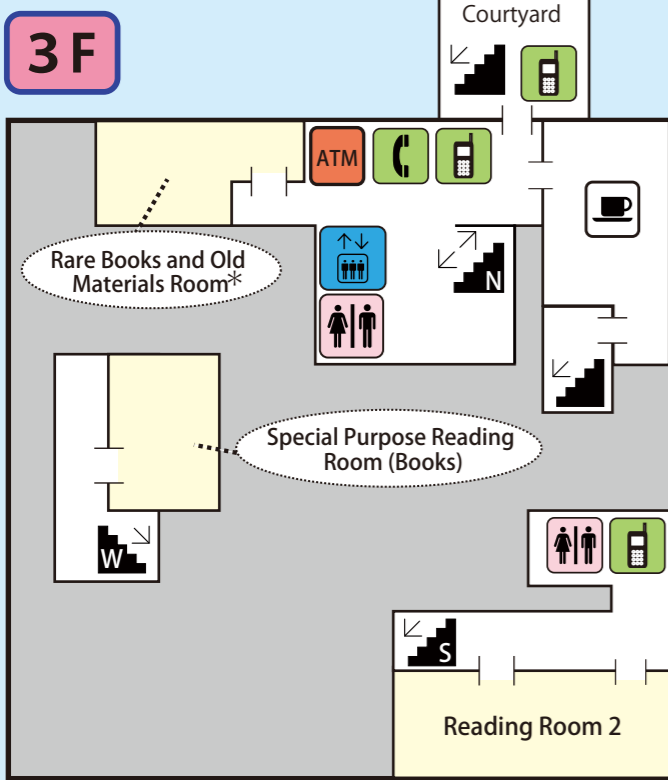 3F
Courtyard
ATM
Rare Books and Old
Materials Room*
N
Special Purpose Reading
Room (Books)
W
S
Reading Room 2